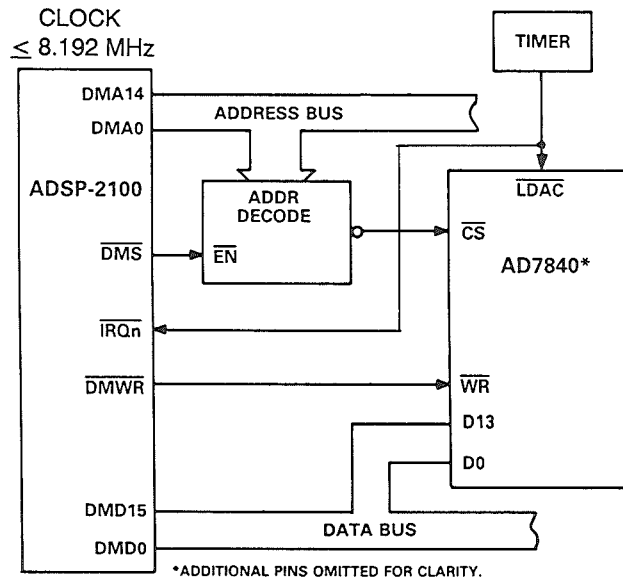 CLOCK
≤ 8.192 MHz
TIMER
DMA14
ADDRESS BUS
DMA0
ADSP-2100
ADDR
DECODE
LDAC
CS
DMS
EN
AD7840*
IRQn
DMWR
WR
D13
D0
DMD15
DATA BUS
DMD0
*ADDITIONAL PINS OMITTED FOR CLARITY.